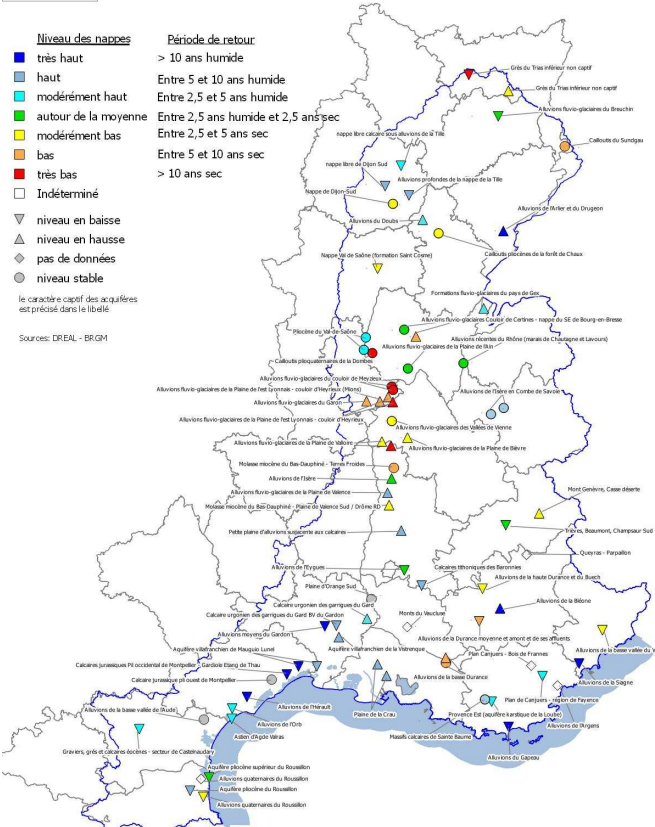 Niveau des nappes
Période de retour
très haut
> 10 ans humide
haut
Entre 5 et 10 ans humide
modérément haut
Entre 2,5 et 5 ans humide
autour de la moyenne
Entre 2,5 ans humide et 2,5 ans sec
modérément bas
Entre 2,5 et 5 ans sec
bas
Entre 5 et 10 ans sec
très bas
> 10 ans sec
Indéterminé
niveau en baisse
niveau en hausse
pas de données
niveau stable
le caractère captif des acquifères
est précisé dans le libellé
Sources: DREAL - BRGM
Grès du Trias inférieur non captif
Grès du Trias inférieur non captif
Alluvions fluvio-glaciaires du Breuchin
nappe libre calcaire sous alluvions de la Tille
Cailloutis du Sundgau
nappe libre de Dijon Sud
Alluvions profondes de la nappe de la Tille
Nappe de Dijon-Sud
Alluvions de l'Arlier et du Drugeon
Alluvions du Doubs
Nappe Val de Saône (formation Saint Cosme)
Cailloutis pliocènes de la forêt de Chaux
Formations fluvio-glaciaires du pays de Gex
Alluvions fluvio-glaciaires Couloir de Certines - nappe du SE de Bourg-en-Bresse
Pliocène du Val-de-Saône
Alluvions récentes du Rhône (marais de Chautagne et Lavours)
Alluvions fluvio-glaciaires de la Plaine de l'Ain
Cailloutis plioquaternaires de la Dombes
Alluvions fluvio-glaciaires du couloir de Meyzieux
Alluvions fluvio-glaciaires de la Plaine de l'est Lyonnais - couloir d'Heyrieux (Mions)
Alluvions de l'Isère en Combe de Savoie
Alluvions fluvio-glaciaires du Garon
Alluvions fluvio-glaciaires de la Plaine de l'est Lyonnais - couloir d'Heyrieux
Alluvions fluvio-glaciaires des Vallées de Vienne
Alluvions fluvio-glaciaires de la Plaine de Valloire
Alluvions fluvio-glaciaires de la Plaine de Bièvre
Molasse miocène du Bas-Dauphiné - Terres Froides
Alluvions de l'Isère
Alluvions fluvio-glaciaires de la Plaine de Valence
Mont Genèvre, Casse déserte
Molasse miocène du Bas-Dauphiné - Plaine de Valence Sud / Drôme RD
Petite plaine d'alluvions susjacente aux calcaires
Trièves, Beaumont, Champsaur Sud
Queyras - Parpaillon
Alluvions de l'Eygues
Calcaires tithoniques des Baronnies
Alluvions de la haute Durance et du Buech
Plaine d'Orange Sud
Calcaire urgonien des garrigues du Gard
Alluvions de la Bléone
Calcaire urgonien des garrigues du Gard BV du Gardon
Monts du Vaucluse
Alluvions moyens du Gardon
Alluvions de la Durance moyenne et amont et de ses affluents
Aquifère villafranchien de Mauguio Lunel
Aquifère villafranchien de la Vistrenque
Plan Canjuers - Bois de Frannes
Alluvions de la basse vallée du V
Calcaires jurassiques Pli occidental de Montpellier - Gardiole Etang de Thau
Alluvions de la basse Durance
Calcaire jurassique pli ouest de Montpellier
Alluvions de la Siagne
Plan de Canjuers - région de Fayence
Alluvions de la basse vallée de l'Aude
Alluvions de l'Hérault
Plaine de la Crau
Provence Est (aquifère karstique de la Loube)
Alluvions de l'Orb
Alluvions de l'Argens
Astien d'Agde Valras
Massifs calcaires de Sainte Baume
Graviers, grés et calcaires éocènes - secteur de Castelnaudary
Alluvions du Gapeau
Aquifère pliocène supérieur du Roussillon
Alluvions quaternaires du Roussillon
Aquifère pliocène du Roussillon
Alluvions quaternaires du Roussillon